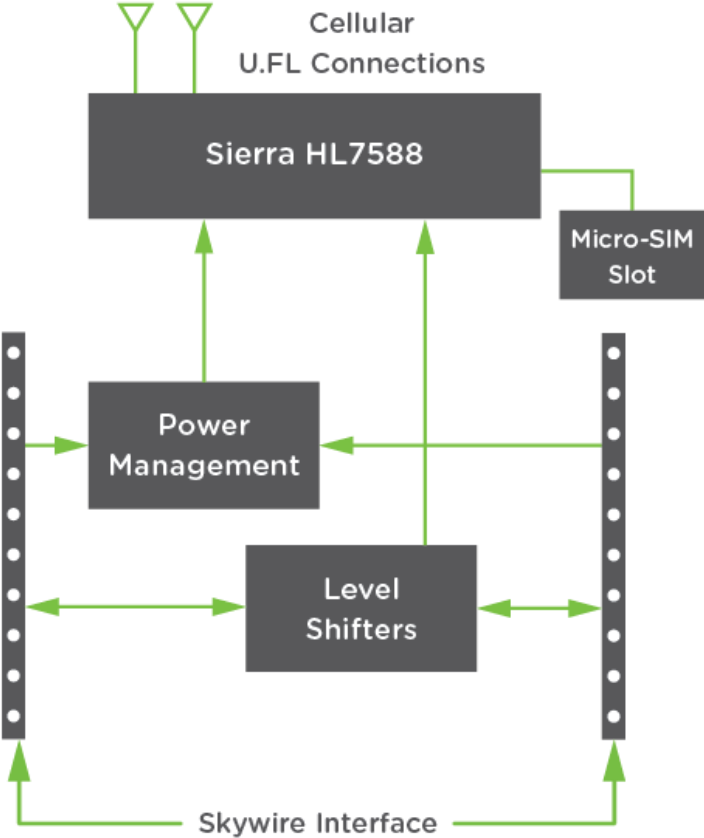 Cellular
U.FL Connections
Sierra HL7588
Micro-SIM
Slot
Power
Management
Level
Shifters
Skywire Interface